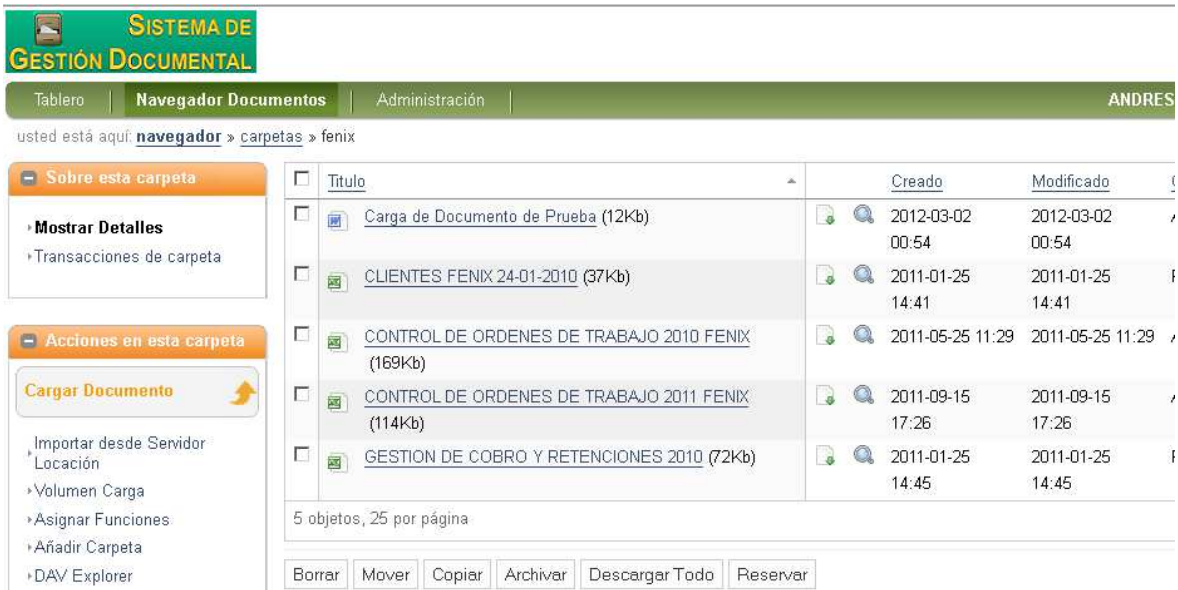 SISTEMA DE
GESTIÓN DOCUMENTAL
Tablero Navegador Documentos Administración ANDRES
usted está aquí: navegador » carpetas » fenix
Sobre esta carpeta
Mostrar Detalles
Transacciones de carpeta
Acciones en esta carpeta
Cargar Documento
Importar desde Servidor
Locación
Volumen Carga
Asignar Funciones
Añadir Carpeta
DAV Explorer
Titulo Creado Modificado
Carga de Documento de Prueba (12Kb) 2012-03-02 2012-03-02
00:54 00:54
CLIENTES FENIX 24-01-2010 (37Kb) 2011-01-25 2011-01-25
14:41 14:41
CONTROL DE ORDENES DE TRABAJO 2010 FENIX 2011-05-25 11:29 2011-05-25 11:29
(169Kb)
CONTROL DE ORDENES DE TRABAJO 2011 FENIX 2011-09-15 2011-09-15
(114Kb) 17:26 17:26
GESTION DE COBRO Y RETENCIONES 2010 (72Kb) 2011-01-25 2011-01-25
14:45 14:45
5 objetos, 25 por página
Borrar Mover Copiar Archivar Descargar Todo Reservar